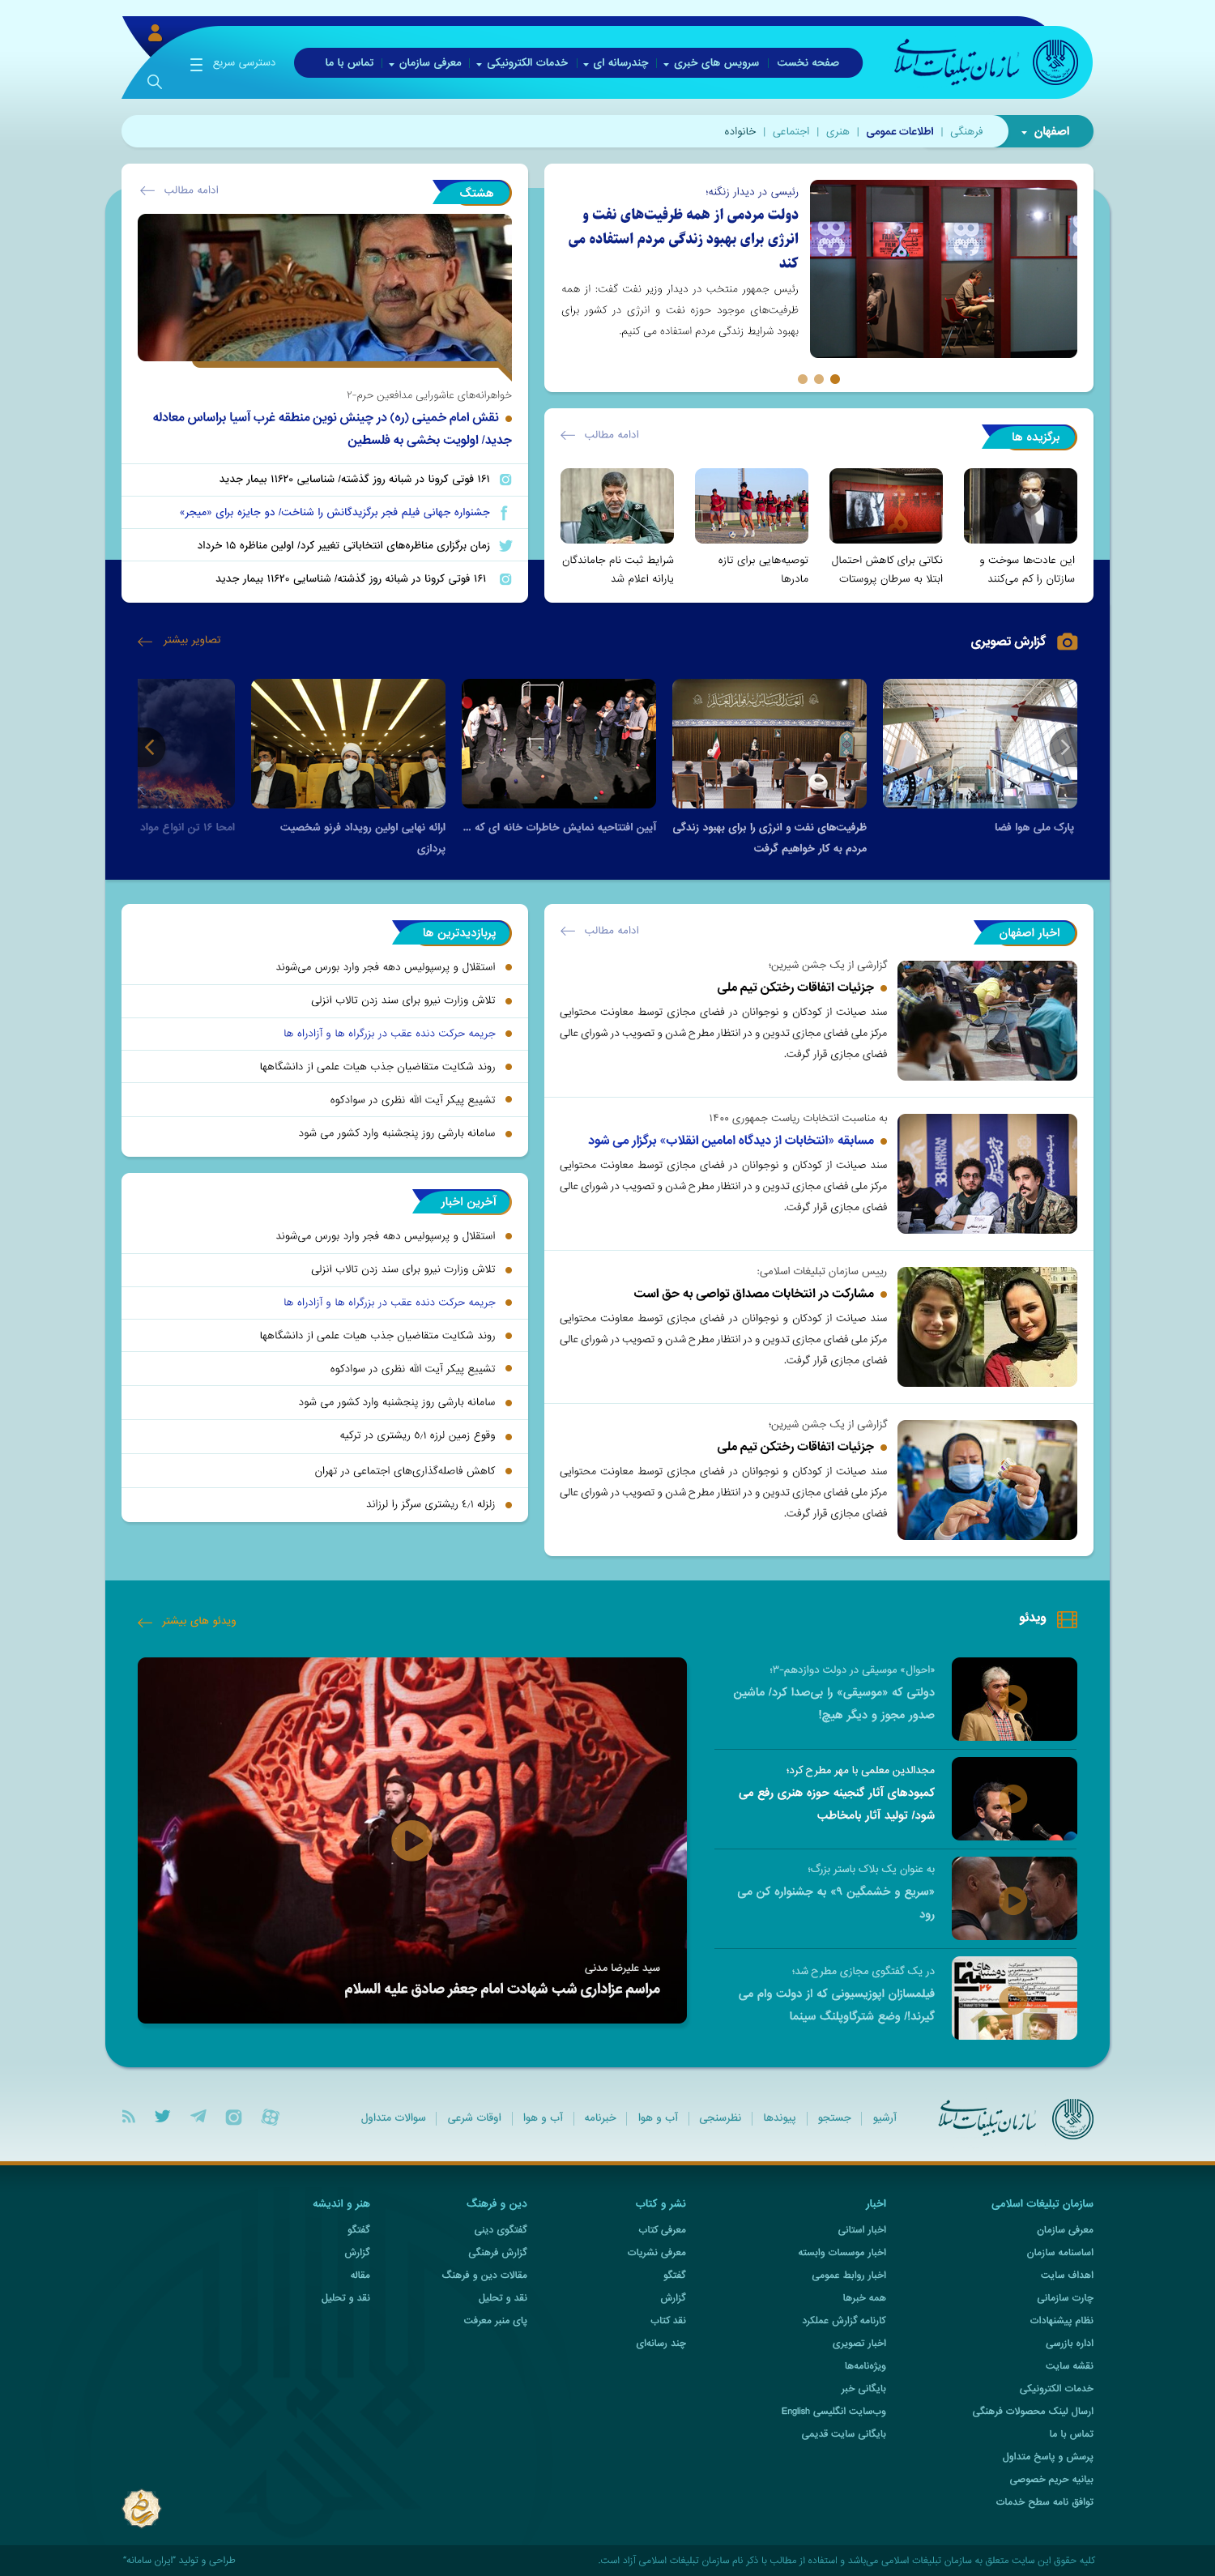 سازمان تبلیغات اسلامی
صفحه نخست
سرویس های خبری
چندرسانه ای
خدمات الکترونیکی
معرفی سازمان
تماس با ما
دسترسی سریع
اصفهان
فرهنگی | اطلاعات عمومی | هنری | اجتماعی | خانواده
رئیسی در دیدار زنگنه؛
دولت مردمی از همه ظرفیت‌های نفت و
انرژی برای بهبود زندگی مردم استفاده می
کند
رئیس جمهور منتخب در دیدار وزیر نفت گفت: از همه
ظرفیت‌های موجود حوزه نفت و انرژی در کشور برای
بهبود شرایط زندگی مردم استفاده می کنیم.
هشتگ
ادامه مطالب
خواهرانه‌های عاشورایی مدافعین حرم-۲
نقش امام خمینی (ره) در چینش نوین منطقه غرب آسیا براساس معادله
جدید/ اولویت بخشی به فلسطین
۱۶۱ فوتی کرونا در شبانه روز گذشته/ شناسایی ۱۱۶۲۰ بیمار جدید
جشنواره جهانی فیلم فجر برگزیدگانش را شناخت/ دو جایزه برای «میجر»
زمان برگزاری مناظره‌های انتخاباتی تغییر کرد/ اولین مناظره ۱۵ خرداد
۱۶۱ فوتی کرونا در شبانه روز گذشته/ شناسایی ۱۱۶۲۰ بیمار جدید
برگزیده ها
ادامه مطالب
این عادت‌ها سوخت و
سازتان را کم می‌کنند
نکاتی برای کاهش احتمال
ابتلا به سرطان پروستات
توصیه‌هایی برای تازه
مادرها
شرایط ثبت نام جاماندگان
یارانه اعلام شد
گزارش تصویری
تصاویر بیشتر
پارک ملی هوا فضا
ظرفیت‌های نفت و انرژی را برای بهبود زندگی
مردم به کار خواهیم گرفت
آیین افتتاحیه نمایش خاطرات خانه ای که ...
ارائه نهایی اولین رویداد فرنو شخصیت
پردازی
امحا ۱۶ تن انواع مواد
اخبار اصفهان
ادامه مطالب
گزارشی از یک جشن شیرین؛
جزئیات اتفاقات رختکن تیم ملی
سند صیانت از کودکان و نوجوانان در فضای مجازی توسط معاونت محتوایی
مرکز ملی فضای مجازی تدوین و در انتظار مطرح شدن و تصویب در شورای عالی
فضای مجازی قرار گرفت.
به مناسبت انتخابات ریاست جمهوری ۱۴۰۰
مسابقه «انتخابات از دیدگاه امامین انقلاب» برگزار می شود
سند صیانت از کودکان و نوجوانان در فضای مجازی توسط معاونت محتوایی
مرکز ملی فضای مجازی تدوین و در انتظار مطرح شدن و تصویب در شورای عالی
فضای مجازی قرار گرفت.
رییس سازمان تبلیغات اسلامی:
مشارکت در انتخابات مصداق تواصی به حق است
سند صیانت از کودکان و نوجوانان در فضای مجازی توسط معاونت محتوایی
مرکز ملی فضای مجازی تدوین و در انتظار مطرح شدن و تصویب در شورای عالی
فضای مجازی قرار گرفت.
گزارشی از یک جشن شیرین؛
جزئیات اتفاقات رختکن تیم ملی
سند صیانت از کودکان و نوجوانان در فضای مجازی توسط معاونت محتوایی
مرکز ملی فضای مجازی تدوین و در انتظار مطرح شدن و تصویب در شورای عالی
فضای مجازی قرار گرفت.
پربازدیدترین ها
استقلال و پرسپولیس دهه فجر وارد بورس می‌شوند
تلاش وزارت نیرو برای سند زدن تالاب انزلی
جریمه حرکت دنده عقب در بزرگراه ها و آزادراه ها
روند شکایت متقاضیان جذب هیات علمی از دانشگاهها
تشییع پیکر آیت الله نظری در سوادکوه
سامانه بارشی روز پنجشنبه وارد کشور می شود
آخرین اخبار
استقلال و پرسپولیس دهه فجر وارد بورس می‌شوند
تلاش وزارت نیرو برای سند زدن تالاب انزلی
جریمه حرکت دنده عقب در بزرگراه ها و آزادراه ها
روند شکایت متقاضیان جذب هیات علمی از دانشگاهها
تشییع پیکر آیت الله نظری در سوادکوه
سامانه بارشی روز پنجشنبه وارد کشور می شود
وقوع زمین لرزه ۵٫۱ ریشتری در ترکیه
کاهش فاصله‌گذاری‌های اجتماعی در تهران
زلزله ۴٫۱ ریشتری سرگز را لرزاند
ویدئو
ویدئو های بیشتر
«احوال» موسیقی در دولت دوازدهم-۳؛
دولتی که «موسیقی» را بی‌صدا کرد/ ماشین
صدور مجوز و دیگر هیچ!
مجدالدین معلمی با مهر مطرح کرد؛
کمبودهای آثار گنجینه حوزه هنری رفع می
شود/ تولید آثار بامخاطب
به عنوان یک بلاک باستر بزرگ؛
«سریع و خشمگین ۹» به جشنواره کن می
رود
در یک گفتگوی مجازی مطرح شد؛
فیلمسازان اپوزیسیونی که از دولت وام می
گیرند!/ وضع شترگاوپلنگ سینما
سید علیرضا مدنی
مراسم عزاداری شب شهادت امام جعفر صادق علیه السلام
سازمان تبلیغات اسلامی
آرشیو
جستجو
پیوندها
نظرسنجی
آب و هوا
خبرنامه
آب و هوا
اوقات شرعی
سوالات متداول
سازمان تبلیغات اسلامی
معرفی سازمان
اساسنامه سازمان
اهداف سایت
چارت سازمانی
نظام پیشنهادات
اداره بازرسی
نقشه سایت
خدمات الکترونیکی
ارسال لینک محصولات فرهنگی
تماس با ما
پرسش و پاسخ متداول
بیانیه حریم خصوصی
توافق نامه سطح خدمات
اخبار
اخبار استانی
اخبار موسسات وابسته
اخبار روابط عمومی
همه خبرها
کارنامه گزارش عملکرد
اخبار تصویری
ویژه‌نامه‌ها
بایگانی خبر
وب‌سایت انگلیسی English
بایگانی سایت قدیمی
نشر و کتاب
معرفی کتاب
معرفی نشریات
گفتگو
گزارش
نقد کتاب
چند رسانه‌ای
دین و فرهنگ
گفتگوی دینی
گزارش فرهنگی
مقالات دین و فرهنگ
نقد و تحلیل
پای منبر معرفت
هنر و اندیشه
گفتگو
گزارش
مقاله
نقد و تحلیل
کلیه حقوق این سایت متعلق به سازمان تبلیغات اسلامی می‌باشد و استفاده از مطالب با ذکر نام سازمان تبلیغات اسلامی آزاد است.
طراحی و تولید "ایران سامانه"